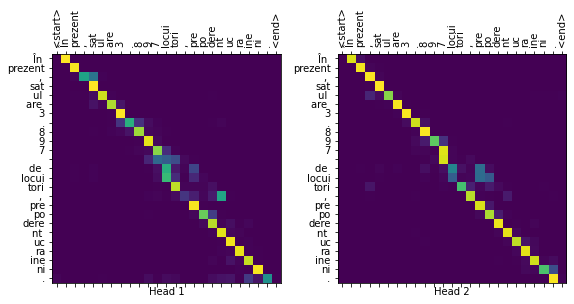 <start>
În
prezent
,
sat
ul
are
3
.
8
9
7
locui
tori
,
pre
po
dere
nt
uc
ra
ine
ni
.
<end>
În
prezent
,
sat
ul
are
3
.
8
9
7
de
locui
tori
,
pre
po
dere
nt
uc
ra
ine
ni
.
Head 1
<start>
În
prezent
,
sat
ul
are
3
.
8
9
7
locui
tori
,
pre
po
dere
nt
uc
ra
ine
ni
.
<end>
În
prezent
,
sat
ul
are
3
.
8
9
7
de
locui
tori
,
pre
po
dere
nt
uc
ra
ine
ni
.
Head 2